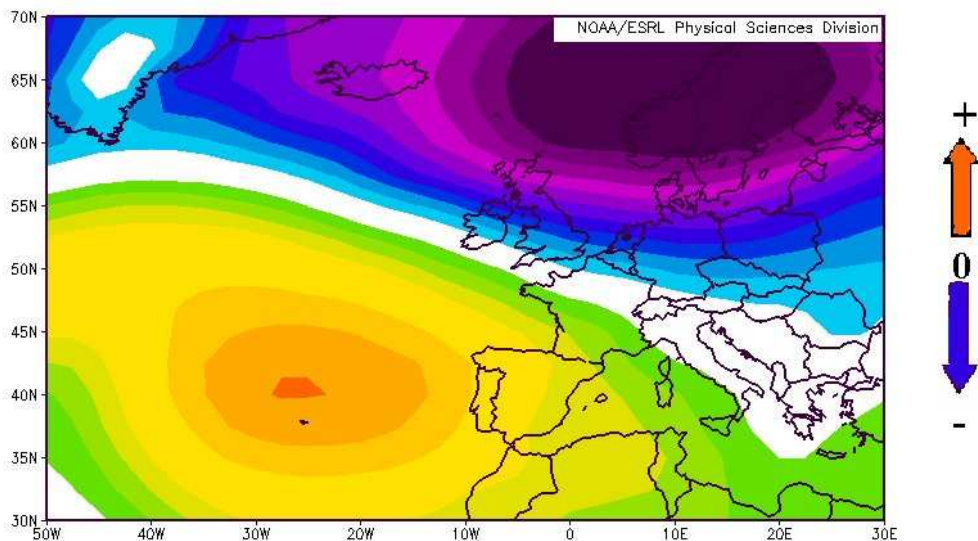 70N
NOAA/ESRL Physical Sciences Division
65N
60N
55N
50N
45N
40N
35N
30N
50W 40W 30W 20W 10W 0 10E 20E 30E
+
0
-